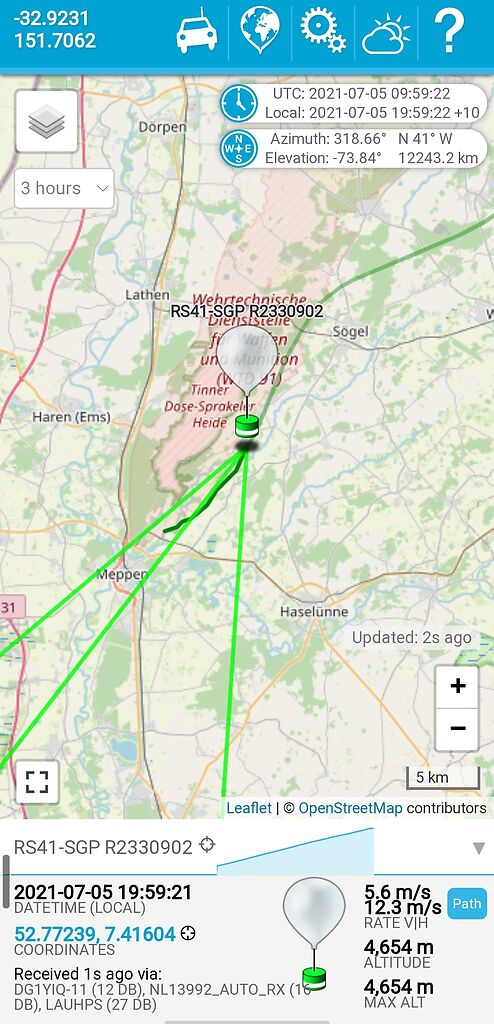 -32.9231
151.7062
UTC: 2021-07-05 09:59:22
Local: 2021-07-05 19:59:22 +10
Azimuth: 318.66° N 41° W
Elevation: -73.84° 12243.2 km
3 hours
Dörpen
Lathen
Wehrtechnische
Dienststelle
für Waffen
und Munition
(WTD 91)
RS41-SGP R2330902
Sögel
Tinner
Dose-Sprakeler
Heide
Haren (Ems)
Meppen
Haselünne
31
Updated: 2s ago
+
−
5 km
Leaflet | © OpenStreetMap contributors
RS41-SGP R2330902
2021-07-05 19:59:21
DATETIME (LOCAL)
52.77239, 7.41604
COORDINATES
Received 1s ago via:
DG1YIQ-11 (12 DB), NL13992_AUTO_RX (16
DB), LAUHPS (27 DB)
5.6 m/s
12.3 m/s
RATE V|H
4,654 m
ALTITUDE
4,654 m
MAX ALT
Path